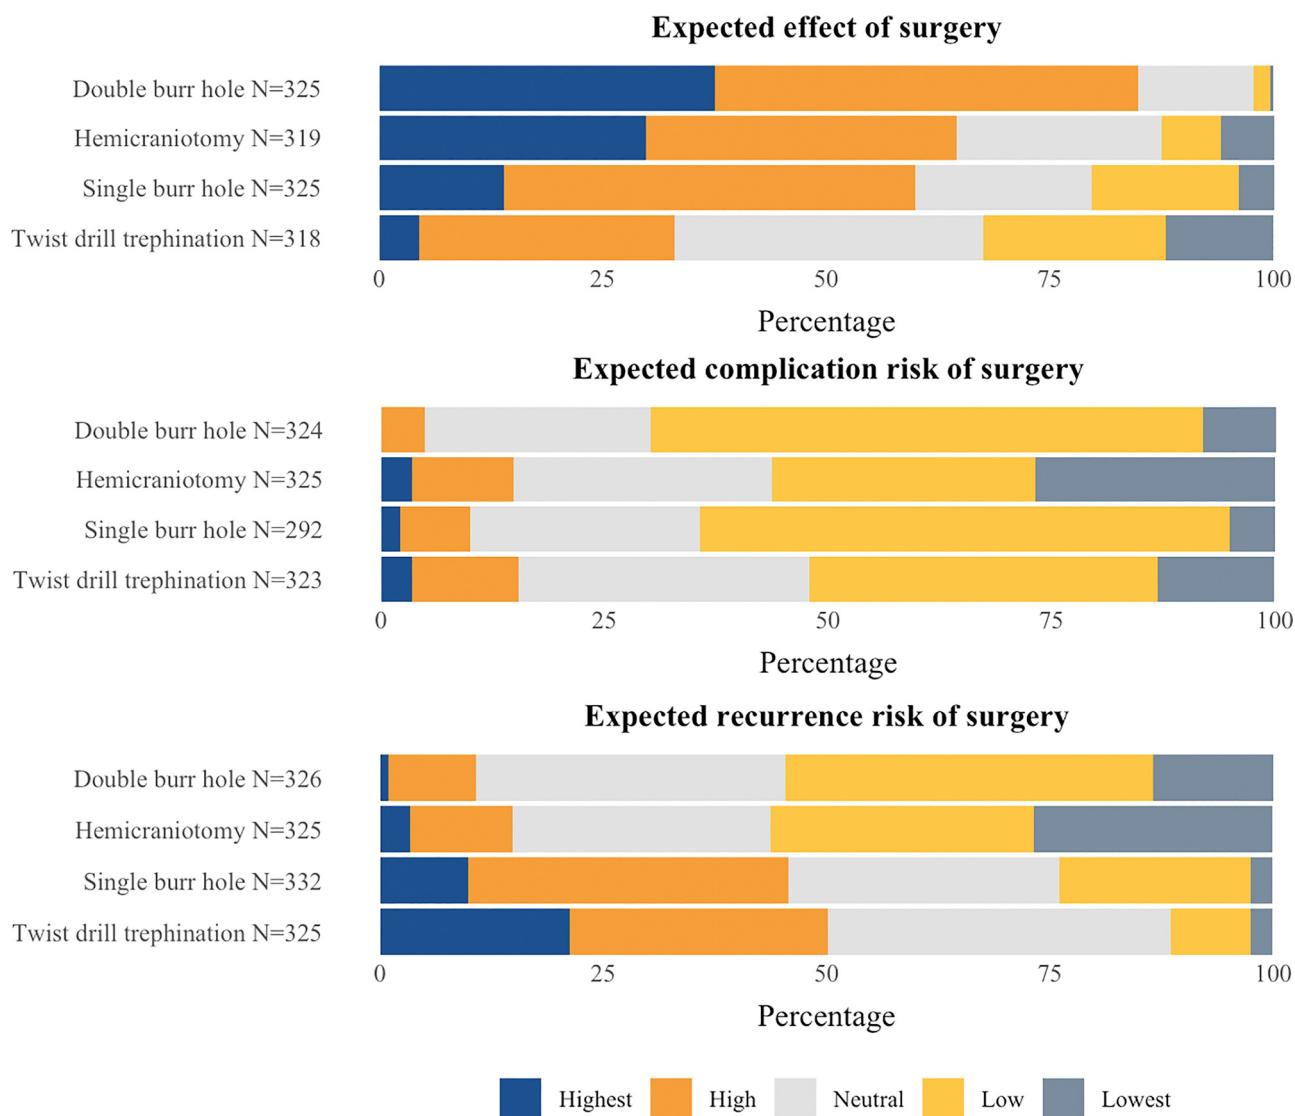 Expected effect of surgery
Double burr hole N=325
Hemicraniotomy N=319
Single burr hole N=325
Twist drill trephination N=318
0 25 50 75 100
Percentage
Expected complication risk of surgery
Double burr hole N=324
Hemicraniotomy N=325
Single burr hole N=292
Twist drill trephination N=323
0 25 50 75 100
Percentage
Expected recurrence risk of surgery
Double burr hole N=326
Hemicraniotomy N=325
Single burr hole N=332
Twist drill trephination N=325
0 25 50 75 100
Percentage
Highest High Neutral Low Lowest